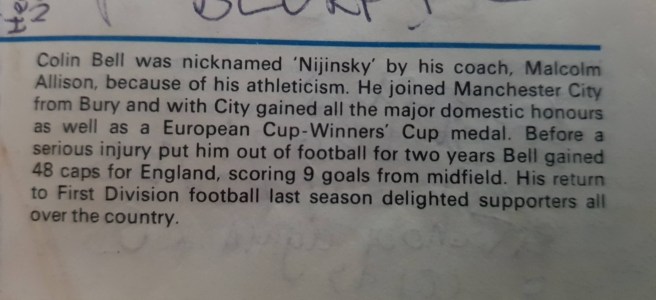 Colin Bell was nicknamed 'Nijinsky' by his coach, Malcolm
Allison, because of his athleticism. He joined Manchester City
from Bury and with City gained all the major domestic honours
as well as a European Cup-Winners' Cup medal. Before a
serious injury put him out of football for two years Bell gained
48 caps for England, scoring 9 goals from midfield. His return
to First Division football last season delighted supporters all
over the country.